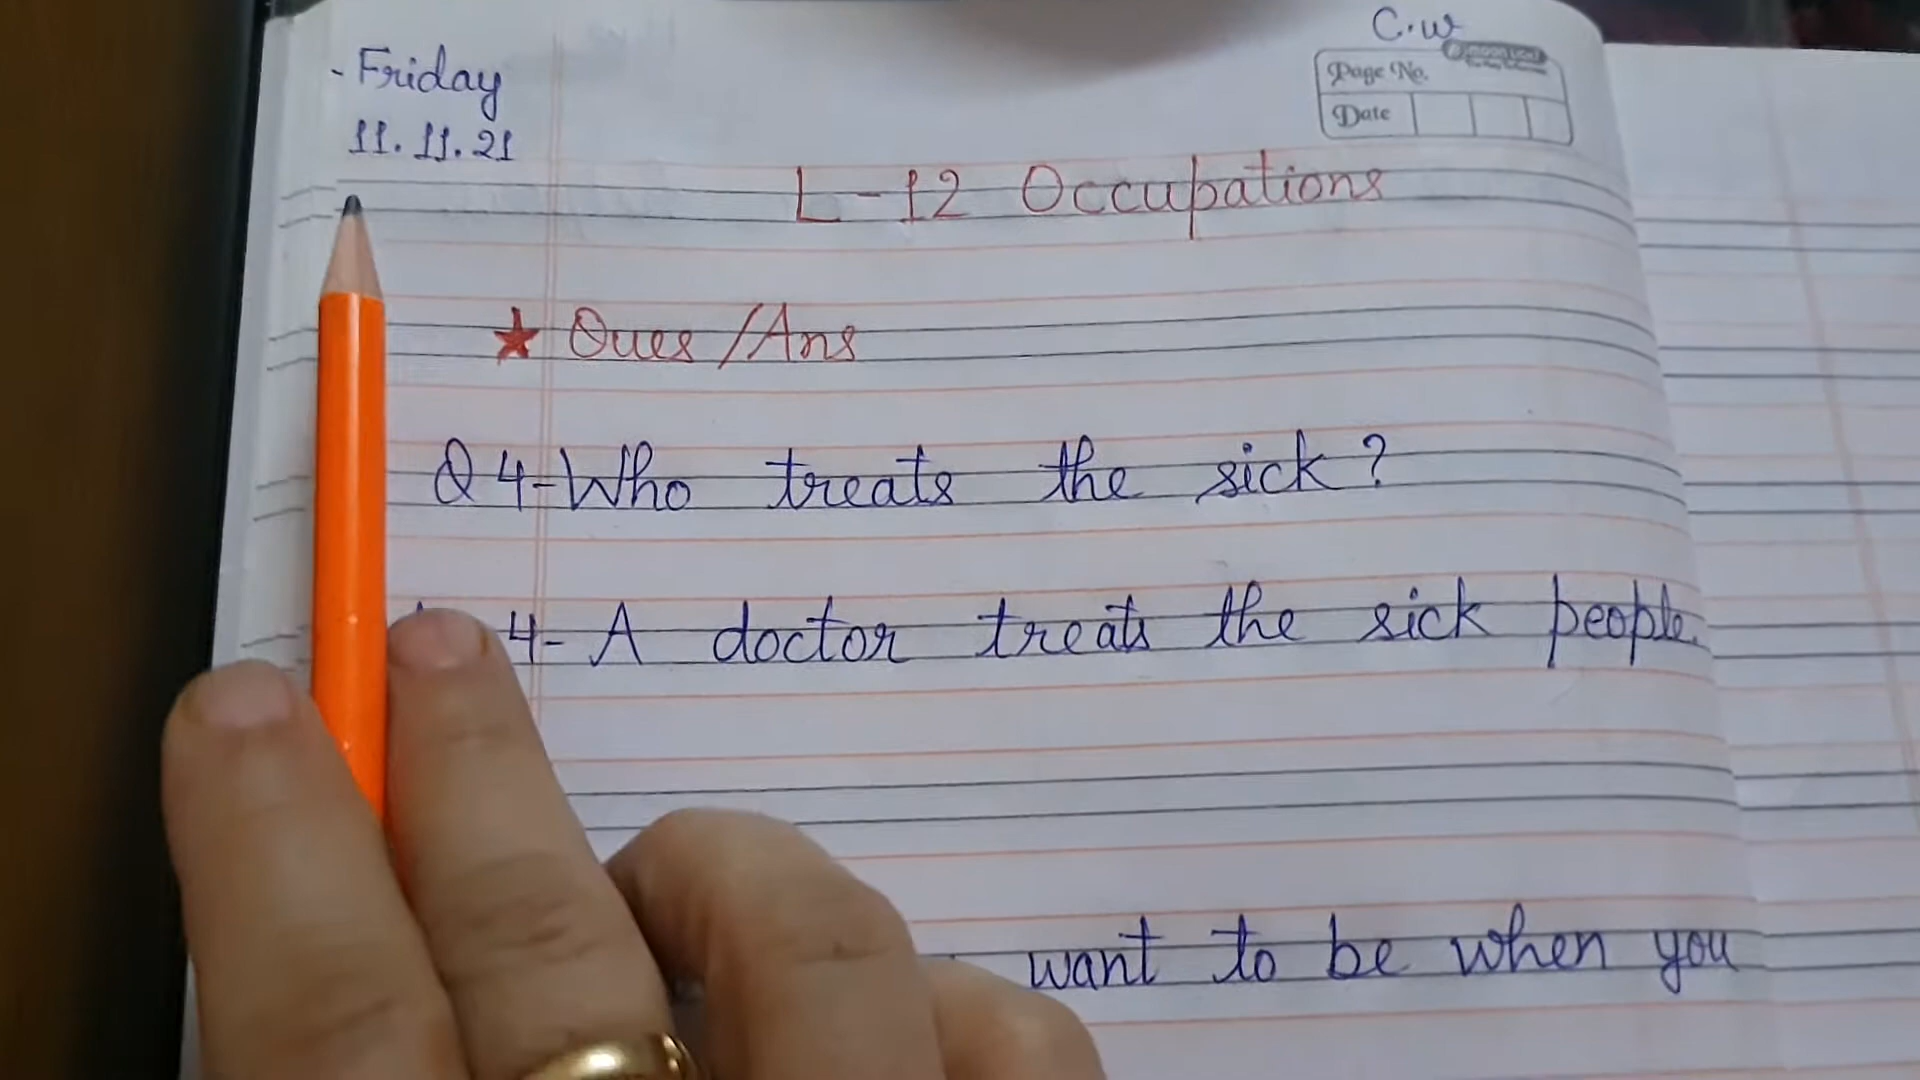 C.w
- Friday
Page No.
11.11.21
Date
L-12 Occupations
★ Ques/Ans
Q4-Who treats the sick?
4- A doctor treats the sick people.
want to be when you